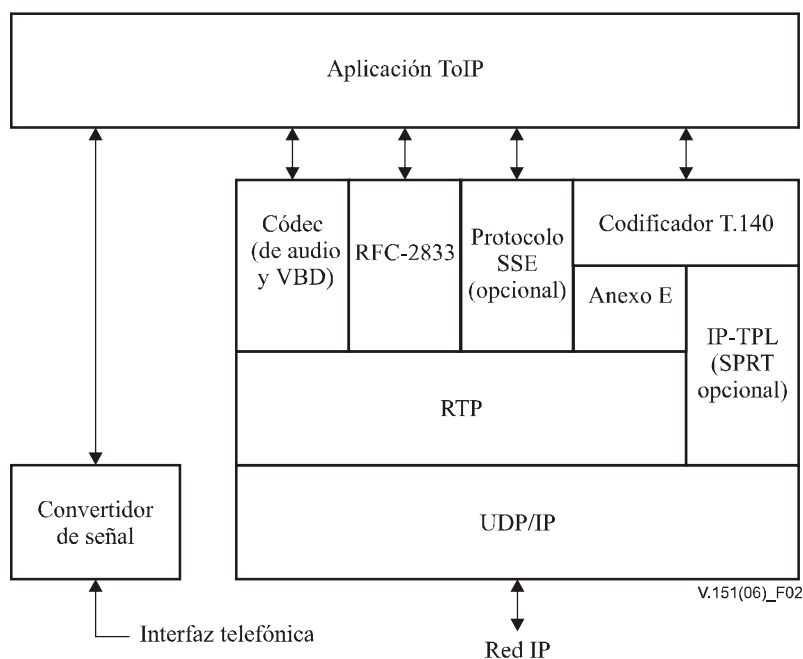 Aplicación ToIP
Códec
(de audio
y VBD)
RFC-2833
Protocolo
SSE
(opcional)
Codificador T.140
Anexo E
IP-TPL
(SPRT
opcional)
RTP
Convertidor
de señal
UDP/IP
V.151(06)_F02
Interfaz telefónica
Red IP